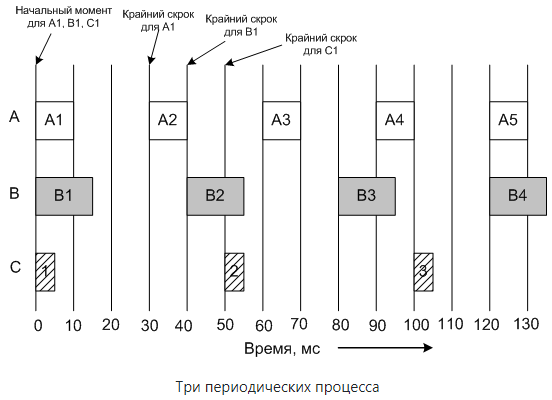 Начальный момент
для A1, B1, C1
Крайний скрок
для A1
Крайний скрок
для B1
Крайний скрок
для C1
A
A1
A2
A3
A4
A5
B
B1
B2
B3
B4
C
1
2
3
0 10 20 30 40 50 60 70 80 90 100 110 120 130
Время, мс
Три периодических процесса